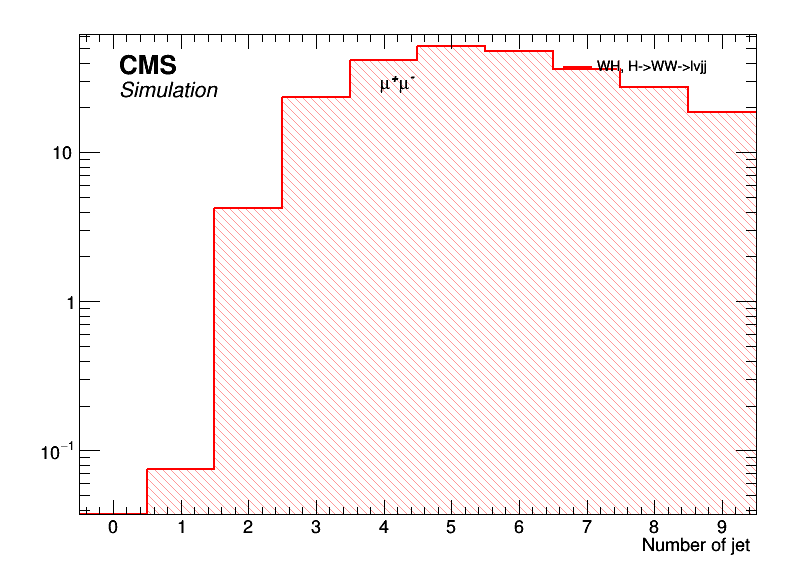 CMS
Simulation
WH, H->WW->lvjj
μ⁺μ⁻
10
1
10⁻¹
0 1 2 3 4 5 6 7 8 9
Number of jet